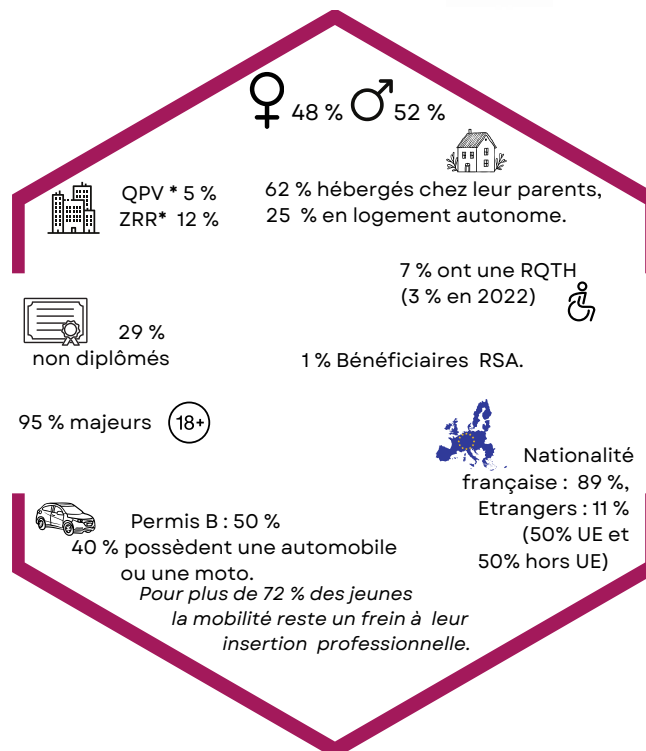 48 % 52 %
QPV * 5 %
ZRR* 12 %
62 % hébergés chez leur parents,
25 % en logement autonome.
7 % ont une RQTH
(3 % en 2022)
29 %
non diplômés
1 % Bénéficiaires RSA.
95 % majeurs 18+
Nationalité
française : 89 %,
Etrangers : 11 %
(50% UE et
50% hors UE)
Permis B : 50 %
40 % possèdent une automobile
ou une moto.
Pour plus de 72 % des jeunes
la mobilité reste un frein à leur
insertion professionnelle.